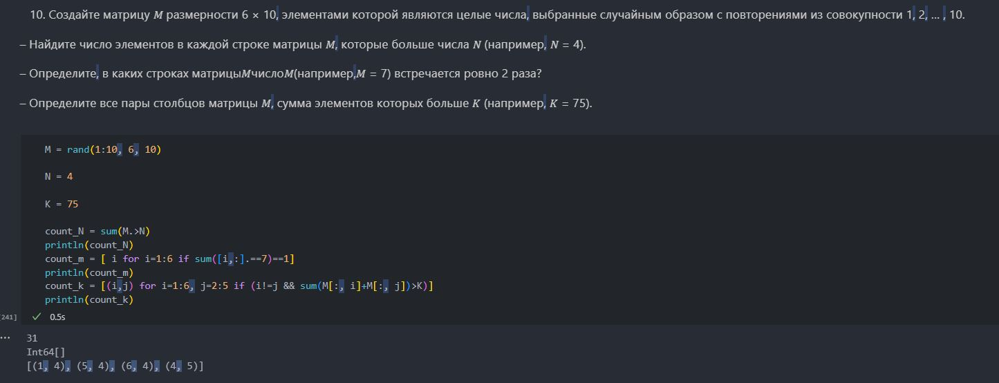 10. Создайте матрицу M размерности 6 × 10, элементами которой являются целые числа, выбранные случайным образом с повторениями из совокупности 1, 2, ... , 10.
– Найдите число элементов в каждой строке матрицы M, которые больше числа N (например, N = 4).
– Определите, в каких строках матрицыMчислоM(например,M = 7) встречается ровно 2 раза?
– Определите все пары столбцов матрицы M, сумма элементов которых больше K (например, K = 75).
M = rand(1:10, 6, 10)
N = 4
K = 75
count_N = sum(M.>N)
println(count_N)
count_m = [ i for i=1:6 if sum([i,:].==7)==1]
println(count_m)
count_k = [(i,j) for i=1:6, j=2:5 if (i!=j && sum(M[:, i]+M[:, j])>K)]
println(count_k)
[241]
✓ 0.5s
...
31
Int64[]
[(1, 4), (5, 4), (6, 4), (4, 5)]